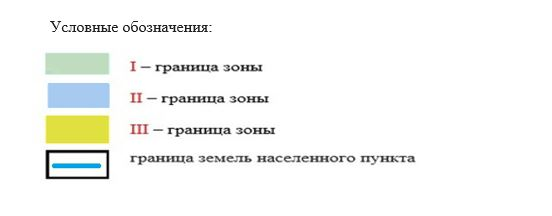 Условные обозначения:
I – граница зоны
II – граница зоны
III – граница зоны
граница земель населенного пункта